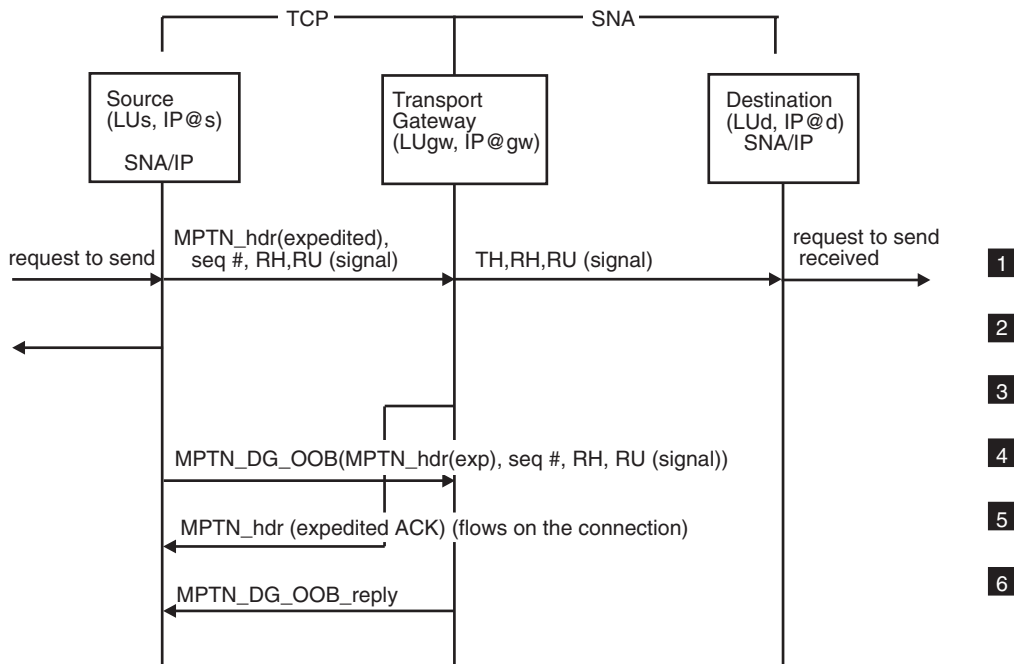 TCP
SNA
Source
(LUs, IP@s)
SNA/IP
Transport
Gateway
(LUgw, IP@gw)
Destination
(LUd, IP@d)
SNA/IP
request to send
MPTN_hdr(expedited),
seq #, RH,RU (signal)
TH,RH,RU (signal)
request to send
received
1
2
3
MPTN_DG_OOB(MPTN_hdr(exp), seq #, RH, RU (signal))
4
MPTN_hdr (expedited ACK) (flows on the connection)
5
MPTN_DG_OOB_reply
6